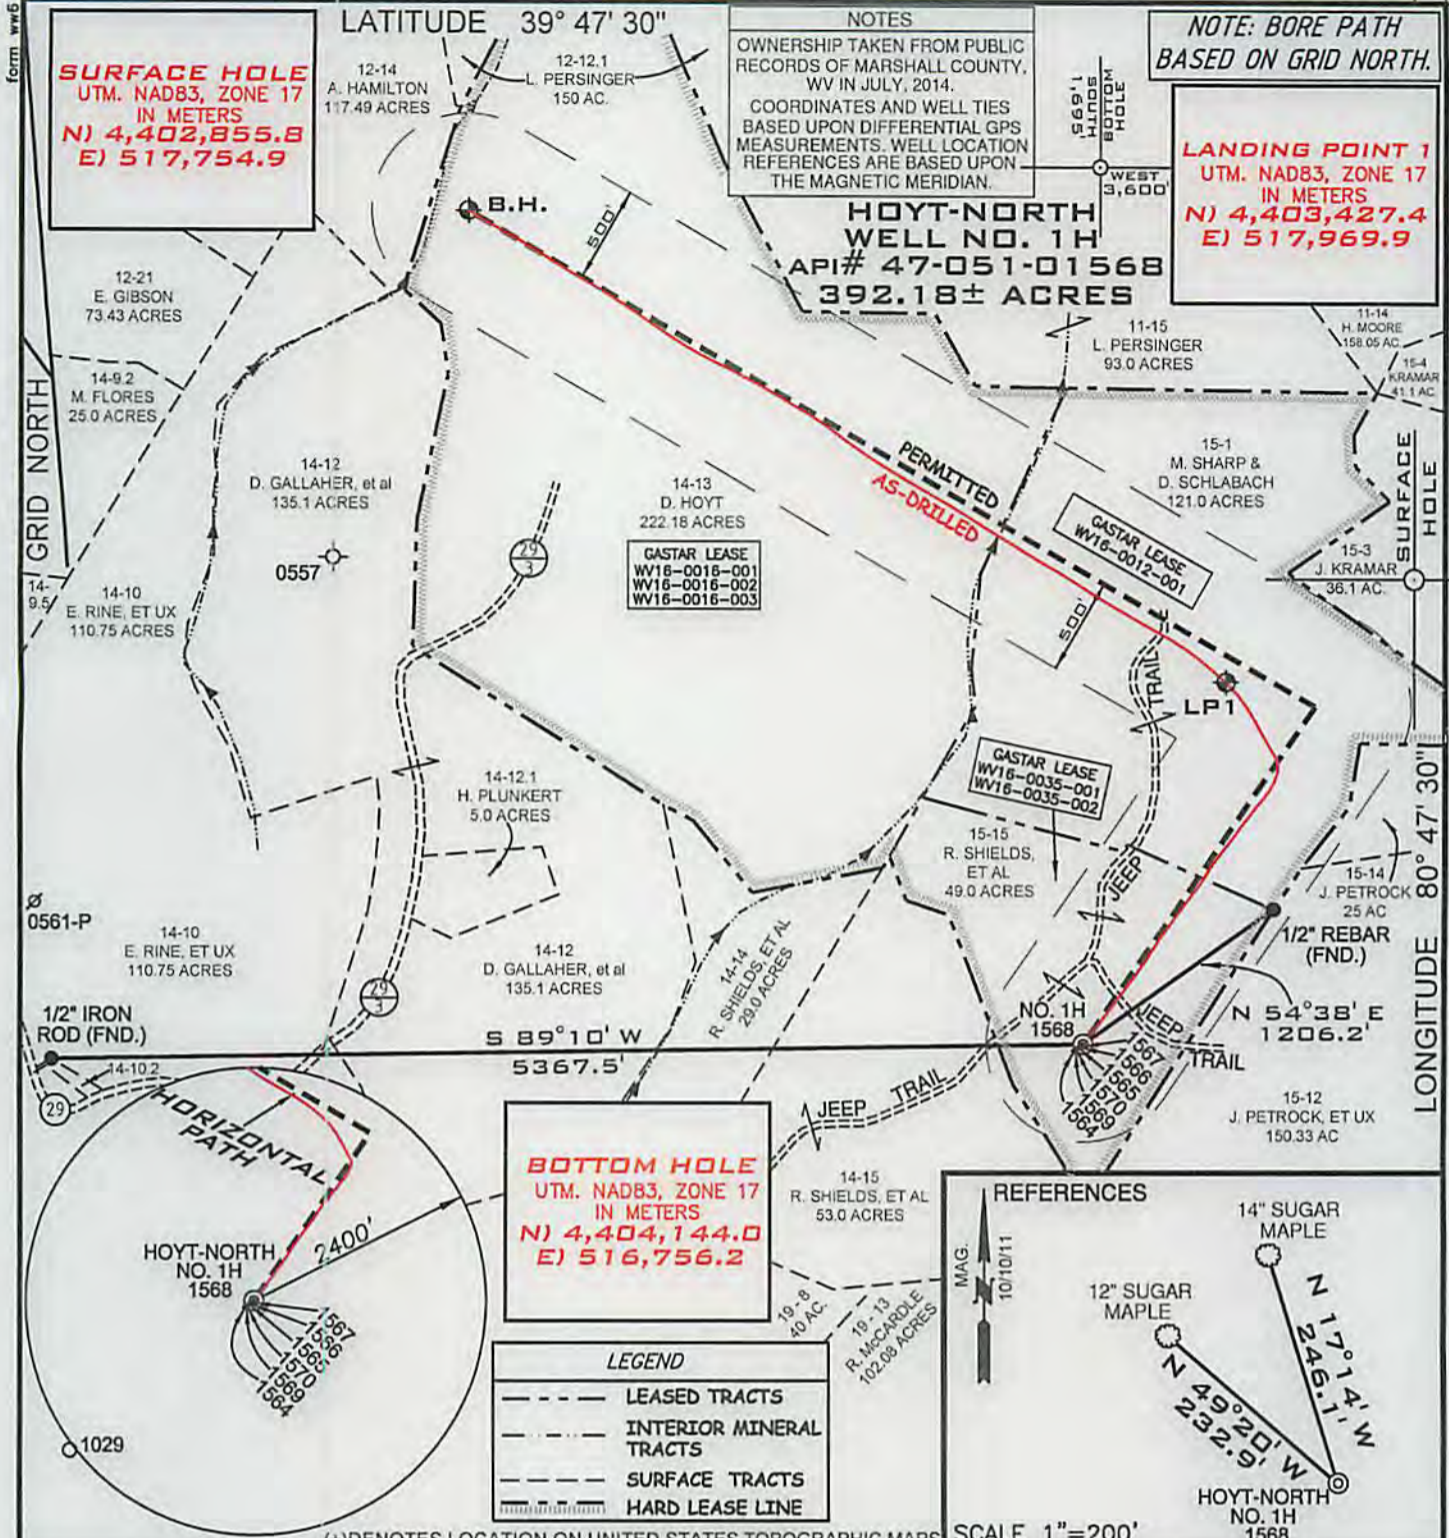 form ww6
LATITUDE 39° 47' 30"
SURFACE HOLE
UTM. NAD83, ZONE 17
IN METERS
N) 4,402,855.8
E) 517,754.9
12-14
A. HAMILTON
117.49 ACRES
12-12.1
L. PERSINGER
150 AC.
NOTES
OWNERSHIP TAKEN FROM PUBLIC
RECORDS OF MARSHALL COUNTY,
WV IN JULY, 2014.
COORDINATES AND WELL TIES
BASED UPON DIFFERENTIAL GPS
MEASUREMENTS. WELL LOCATION
REFERENCES ARE BASED UPON
THE MAGNETIC MERIDIAN.
NOTE: BORE PATH
BASED ON GRID NORTH.
SOUTH
1,695'
BOTTOM
HOLE
WEST
3,600'
LANDING POINT 1
UTM. NAD83, ZONE 17
IN METERS
N) 4,403,427.4
E) 517,969.9
B.H.
500'
HOYT-NORTH
WELL NO. 1H
API# 47-051-01568
392.18± ACRES
12-21
E. GIBSON
73.43 ACRES
14-9.2
M. FLORES
25.0 ACRES
11-15
L. PERSINGER
93.0 ACRES
11-14
H. MOORE
158.05 AC.
15-4
KRAMAR
41.1 AC
GRID NORTH
14-12
D. GALLAHER, et al
135.1 ACRES
0557
14-13
D. HOYT
222.18 ACRES
GASTAR LEASE
WV16-0016-001
WV16-0016-002
WV16-0016-003
PERMITTED
AS-DRILLED
15-1
M. SHARP &
D. SCHLABACH
121.0 ACRES
GASTAR LEASE
WV16-0012-001
SURFACE
HOLE
15-3
J. KRAMAR
36.1 AC.
14-
9.5
14-10
E. RINE, ET UX
110.75 ACRES
29
3
500'
TRAIL
LP1
14-12.1
H. PLUNKERT
5.0 ACRES
GASTAR LEASE
WV16-0035-001
WV16-0035-002
15-15
R. SHIELDS,
ET AL
49.0 ACRES
JEEP
15-14
J. PETROCK
25 AC
LONGITUDE 80° 47' 30"
0561-P
14-10
E. RINE, ET UX
110.75 ACRES
14-12
D. GALLAHER, et al
135.1 ACRES
14-14
R. SHIELDS, ET AL
29.0 ACRES
1/2" REBAR
(FND.)
29
3
1/2" IRON
ROD (FND.)
S 89°10' W
5367.5'
NO. 1H
1568
N 54°38' E
1206.2'
JEEP
TRAIL
1567
1566
1565
1570
1569
1564
14-10.2
29
JEEP
TRAIL
15-12
J. PETROCK, ET UX
150.33 AC
HORIZONTAL
PATH
BOTTOM HOLE
UTM. NAD83, ZONE 17
IN METERS
N) 4,404,144.0
E) 516,756.2
14-15
R. SHIELDS, ET AL
53.0 ACRES
2400'
HOYT-NORTH
NO. 1H
1568
1567
1566
1565
1570
1569
1564
1029
19-8
40 AC.
19-13
R. McCARDLE
102.08 ACRES
REFERENCES
MAG.
N
10/10/11
14" SUGAR
MAPLE
12" SUGAR
MAPLE
N 17°14' W
246.1'
N 49°20' W
232.9'
HOYT-NORTH
NO. 1H
1568
SCALE 1"=200'
LEGEND
LEASED TRACTS
INTERIOR MINERAL
TRACTS
SURFACE TRACTS
HARD LEASE LINE
(+)DENOTES LOCATION ON UNITED STATES TOPOGRAPHIC MAPS